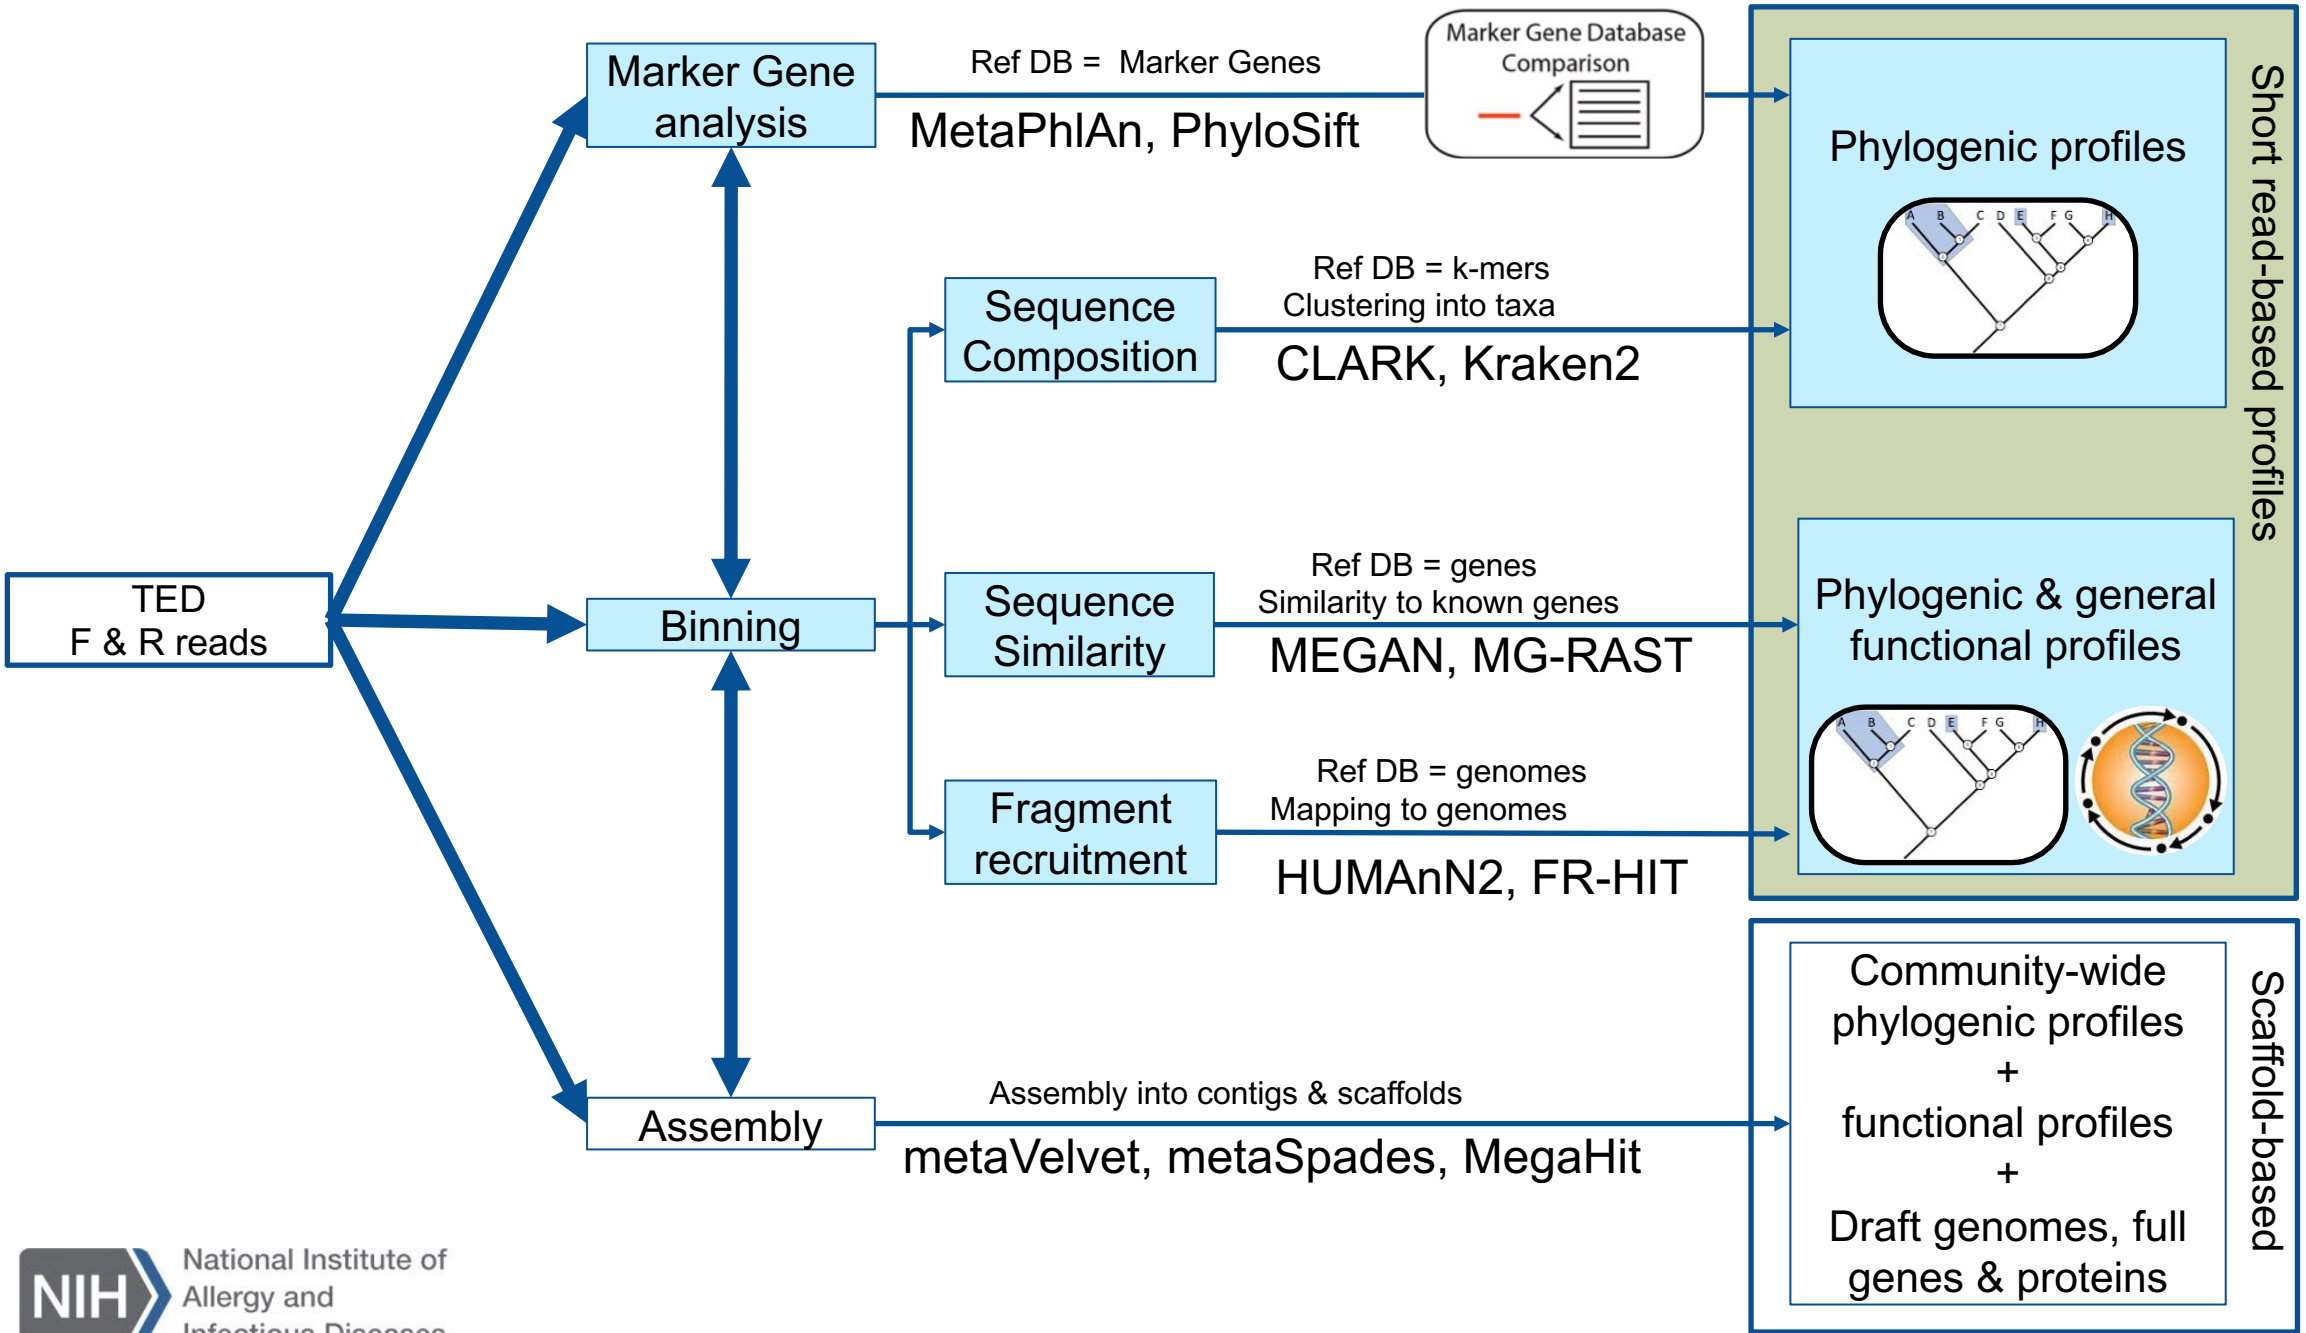 Marker Gene
analysis
Ref DB =  Marker Genes
MetaPhlAn, PhyloSift
Marker Gene Database
Comparison
Phylogenic profiles
A B C D E F G H
Short read-based profiles
Sequence
Composition
Ref DB = k-mers
Clustering into taxa
CLARK, Kraken2
TED
F & R reads
Binning
Sequence
Similarity
Ref DB = genes
Similarity to known genes
MEGAN, MG-RAST
Phylogenic & general
functional profiles
A B C D E F G H
Fragment
recruitment
Ref DB = genomes
Mapping to genomes
HUMAnN2, FR-HIT
Assembly
Assembly into contigs & scaffolds
metaVelvet, metaSpades, MegaHit
Community-wide
phylogenic profiles
+
functional profiles
+
Draft genomes, full
genes & proteins
Scaffold-based
NIH
National Institute of
Allergy and
Infectious Diseases